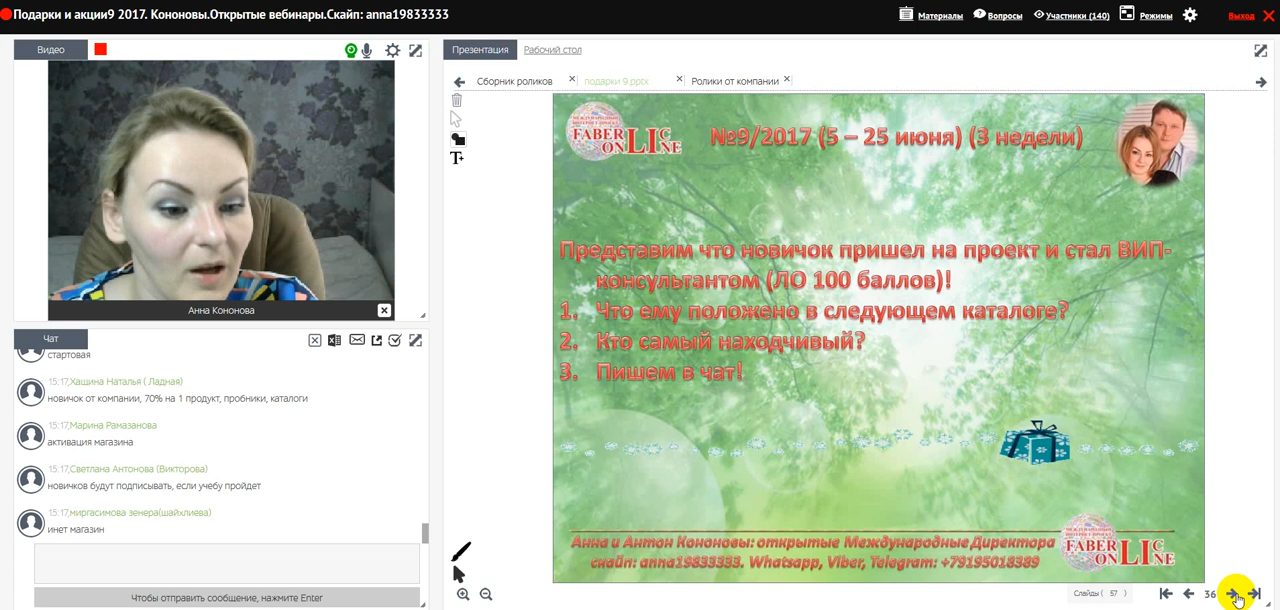 Подарки и акции9 2017. Кононовы.Открытые вебинары.Скайп: anna19833333
Материалы
Вопросы
Участники (140)
Режимы
Выход
Видео
Анна Кононова
Чат
стартовая
15:17,Хащина Наталья ( Ладная)
новичок от компании, 70% на 1 продукт, пробники, каталоги
15:17,Марина Рамазанова
активация магазина
15:17,Светлана Антонова (Викторова)
новичков будут подписывать, если учебу пройдет
15:17,миргасимова зенера(шайхлиева)
инет магазин
Чтобы отправить сообщение, нажмите Enter
Презентация
Рабочий стол
Сборник роликов
подарки 9.pptx
Ролики от компании
МЕЖДУНАРОДНЫЙ
ИНТЕРНЕТ-ПРОЕКТ
FABERLIC
ONLINE
№9/2017 (5 – 25 июня) (3 недели)
Представим что новичок пришел на проект и стал ВИП-
консультантом (ЛО 100 баллов)!
1. Что ему положено в следующем каталоге?
2. Кто самый находчивый?
3. Пишем в чат!
Анна и Антон Кононовы: открытые Международные Директора
скайп: anna19833333. Whatsapp, Viber, Telegram: +79195018389
FABERLIC
ONLINE
Слайды ( 57 )
36